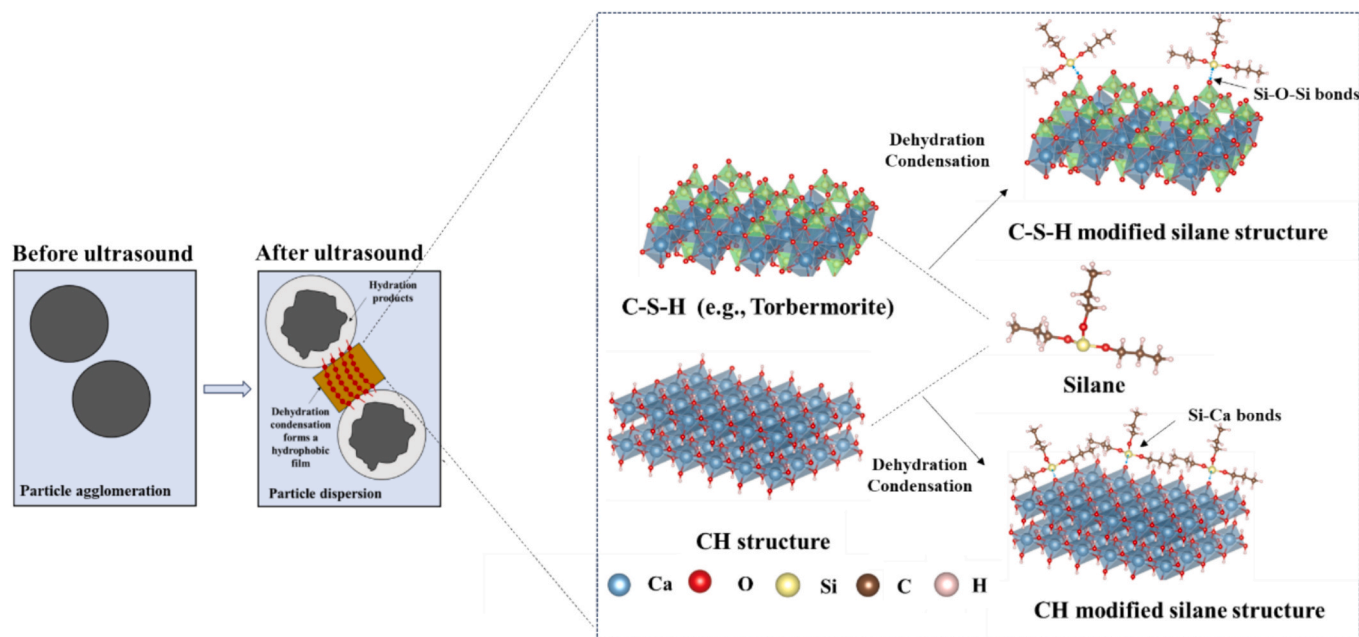 Before ultrasound
Particle agglomeration
After ultrasound
Hydration
products
Dehydration
condensation
forms a
hydrophobic
film
Particle dispersion
C-S-H (e.g., Torbermorite)
Dehydration
Condensation
Si-O-Si bonds
C-S-H modified silane structure
Silane
CH structure
Dehydration
Condensation
Si-Ca bonds
CH modified silane structure
Ca O Si C H